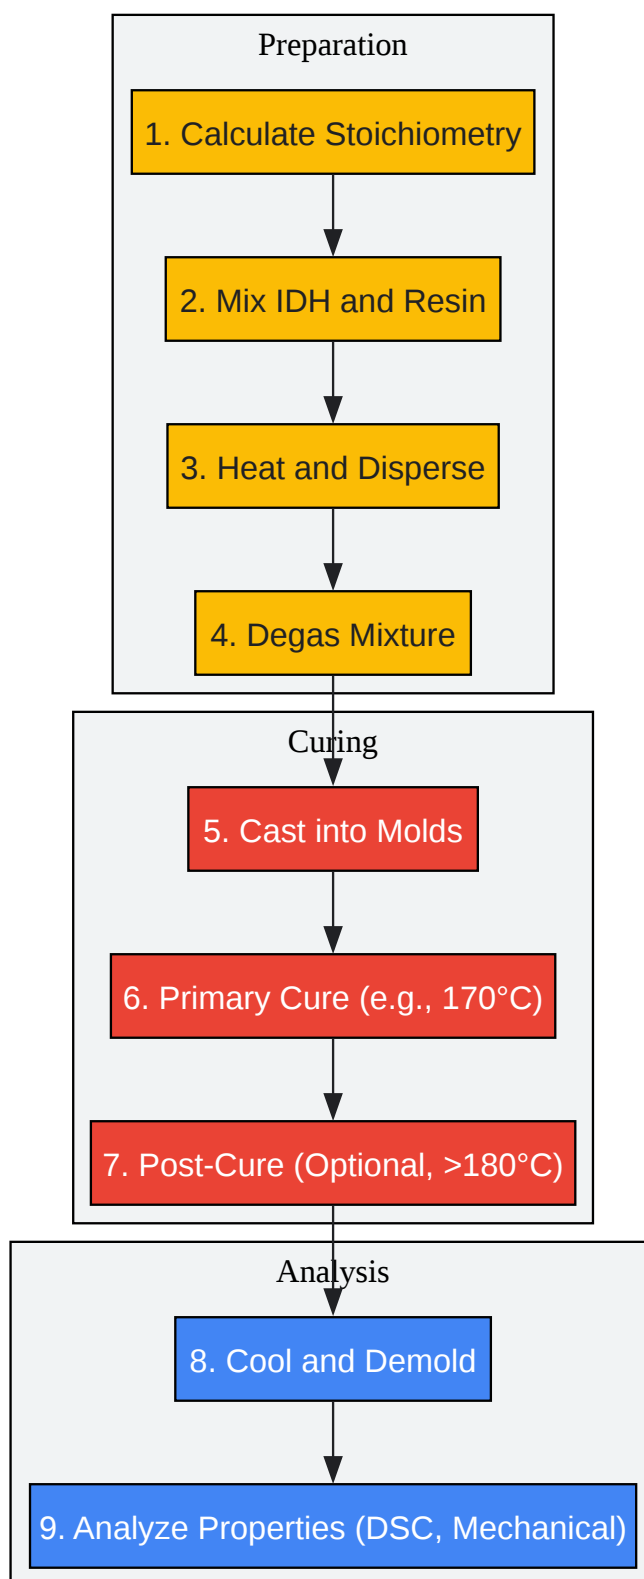 Preparation
1. Calculate Stoichiometry
2. Mix IDH and Resin
3. Heat and Disperse
4. Degas Mixture
Curing
5. Cast into Molds
6. Primary Cure (e.g., 170°C)
7. Post-Cure (Optional, >180°C)
Analysis
8. Cool and Demold
9. Analyze Properties (DSC, Mechanical)